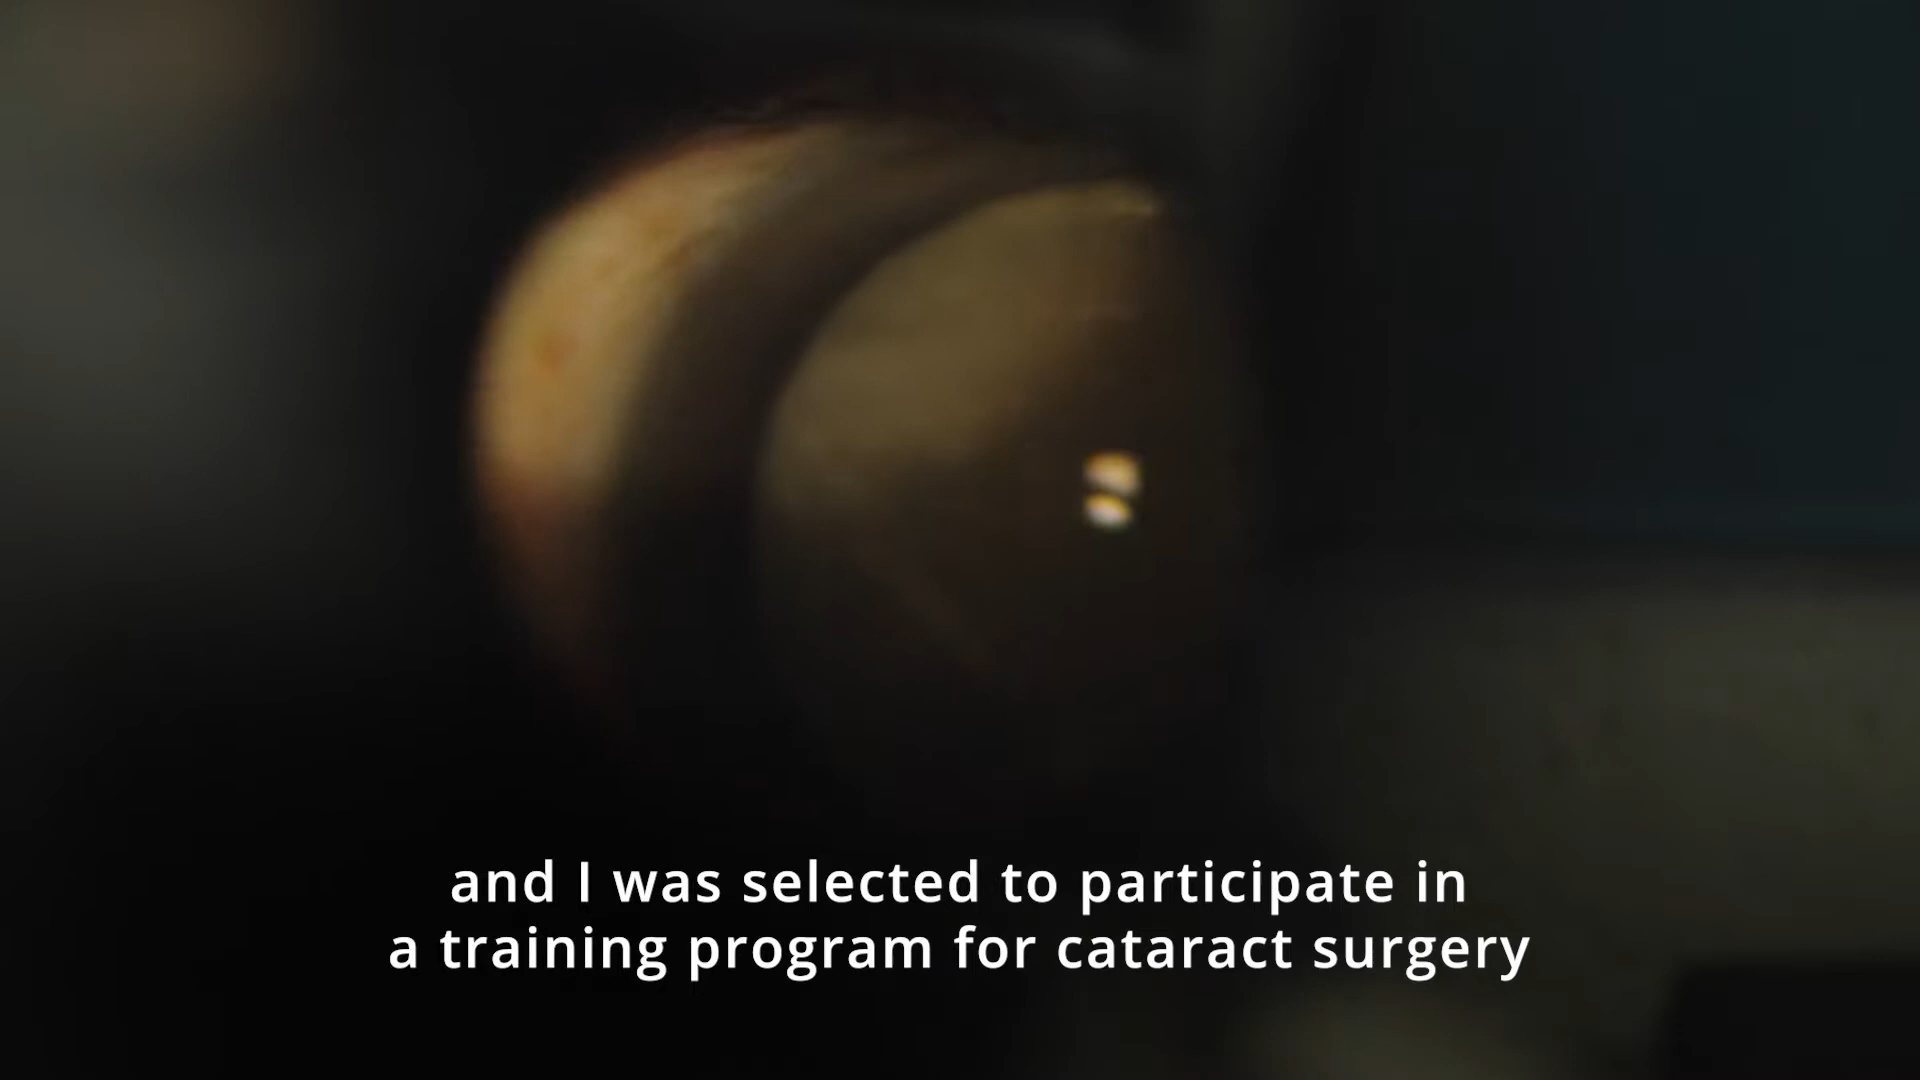 and I was selected to participate in
a training program for cataract surgery